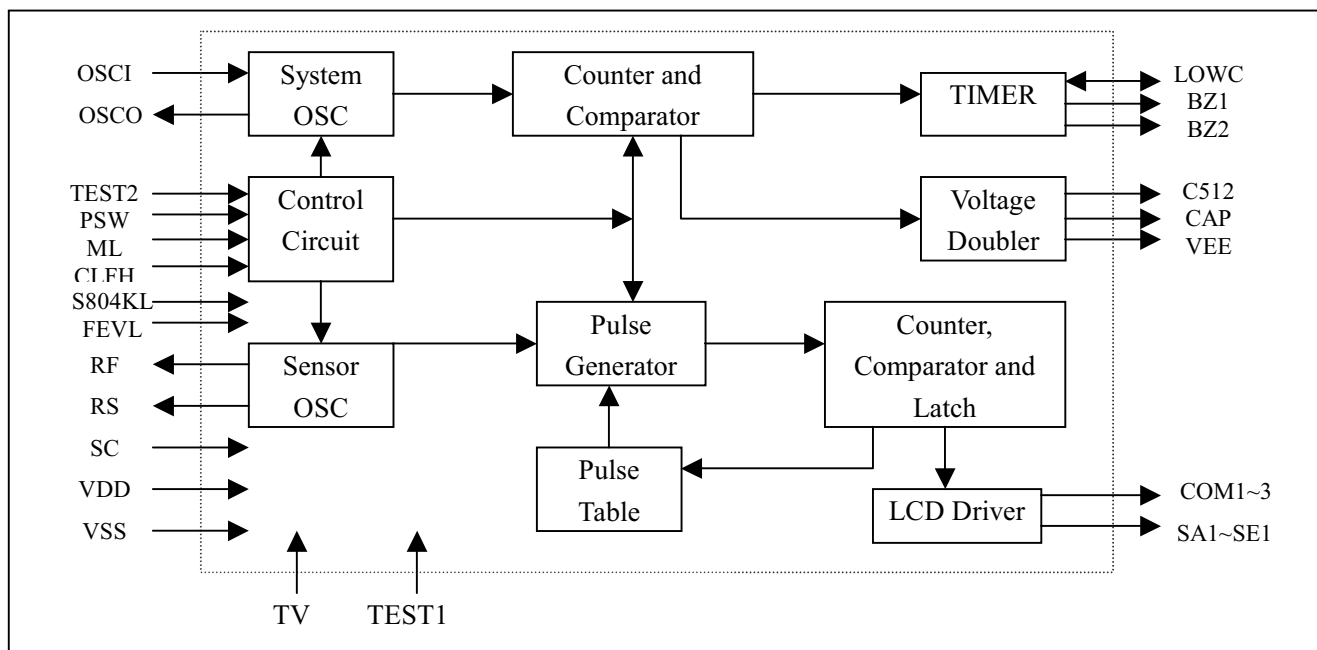 OSCI
OSCO
TEST2
PSW
ML
CLFH
S804KL
FEVL
RF
RS
SC
VDD
VSS
TV
TEST1
System
OSC
Control
Circuit
Sensor
OSC
Counter and
Comparator
Pulse
Generator
Pulse
Table
TIMER
Voltage
Doubler
Counter,
Comparator and
Latch
LCD Driver
LOWC
BZ1
BZ2
C512
CAP
VEE
COM1~3
SA1~SE1